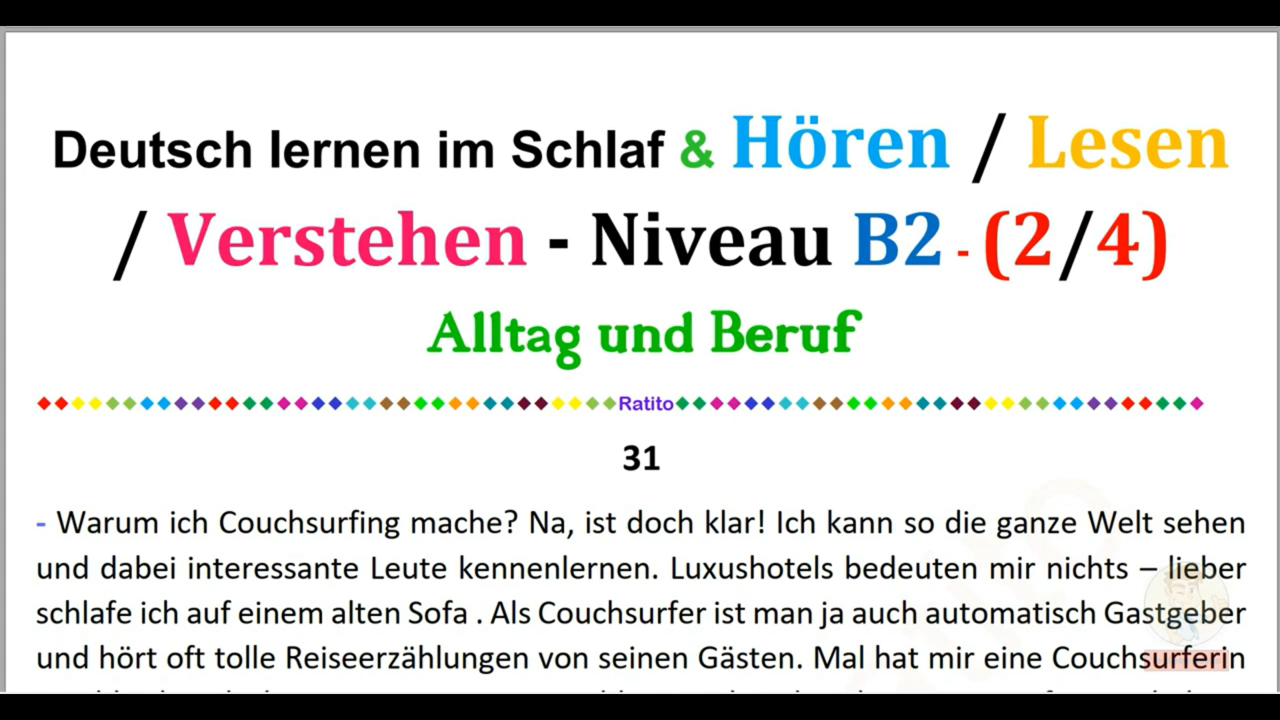 Deutsch lernen im Schlaf & Hören / Lesen
/ Verstehen - Niveau B2 - (2/4)
Alltag und Beruf
Ratito
31
- Warum ich Couchsurfing mache? Na, ist doch klar! Ich kann so die ganze Welt sehen
und dabei interessante Leute kennenlernen. Luxushotels bedeuten mir nichts – lieber
schlafe ich auf einem alten Sofa . Als Couchsurfer ist man ja auch automatisch Gastgeber
und hört oft tolle Reiseerzählungen von seinen Gästen. Mal hat mir eine Couchsurferin